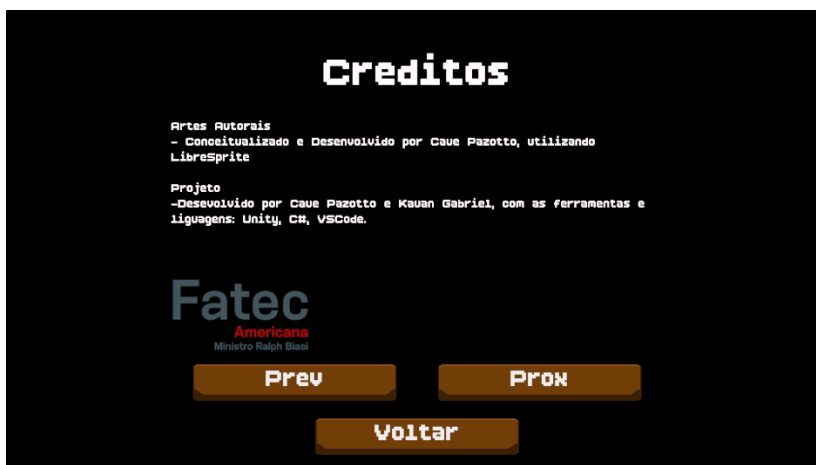 Creditos
Artes Autorais
- Conceitualizado e Desenvolvido por Caue Pazotto, utilizando
LibreSprite
Projeto
-Desevolvido por Caue Pazotto e Kauan Gabriel, com as ferramentas e
liguagens: Unity, C#, VSCode.
Fatec
Americana
Ministro Ralph Biasi
Prev
Prox
Voltar